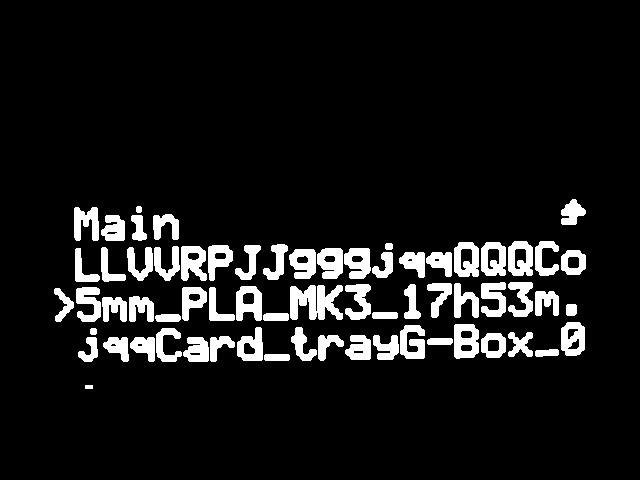 Main
LLVVRPJJgggjqqQQQCo
>5mm_PLA_MK3_17h53m.
jqqCard_trayG-Box_0
-